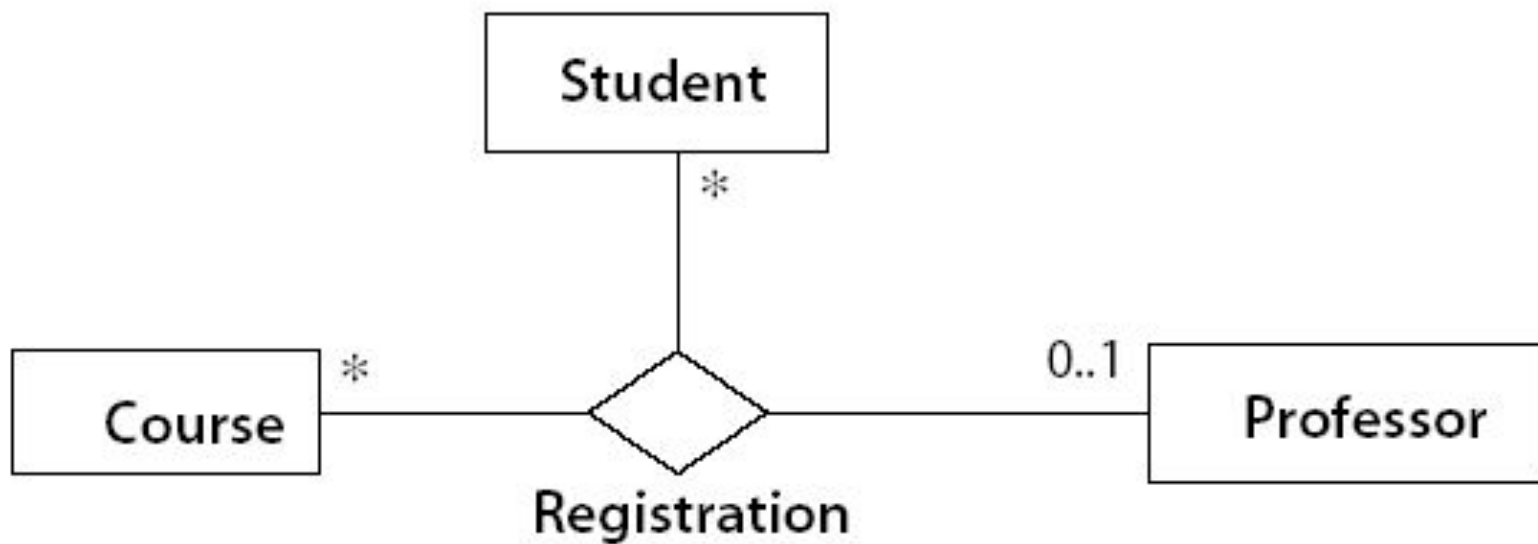 Student
*
*
0..1
Course
Professor
Registration